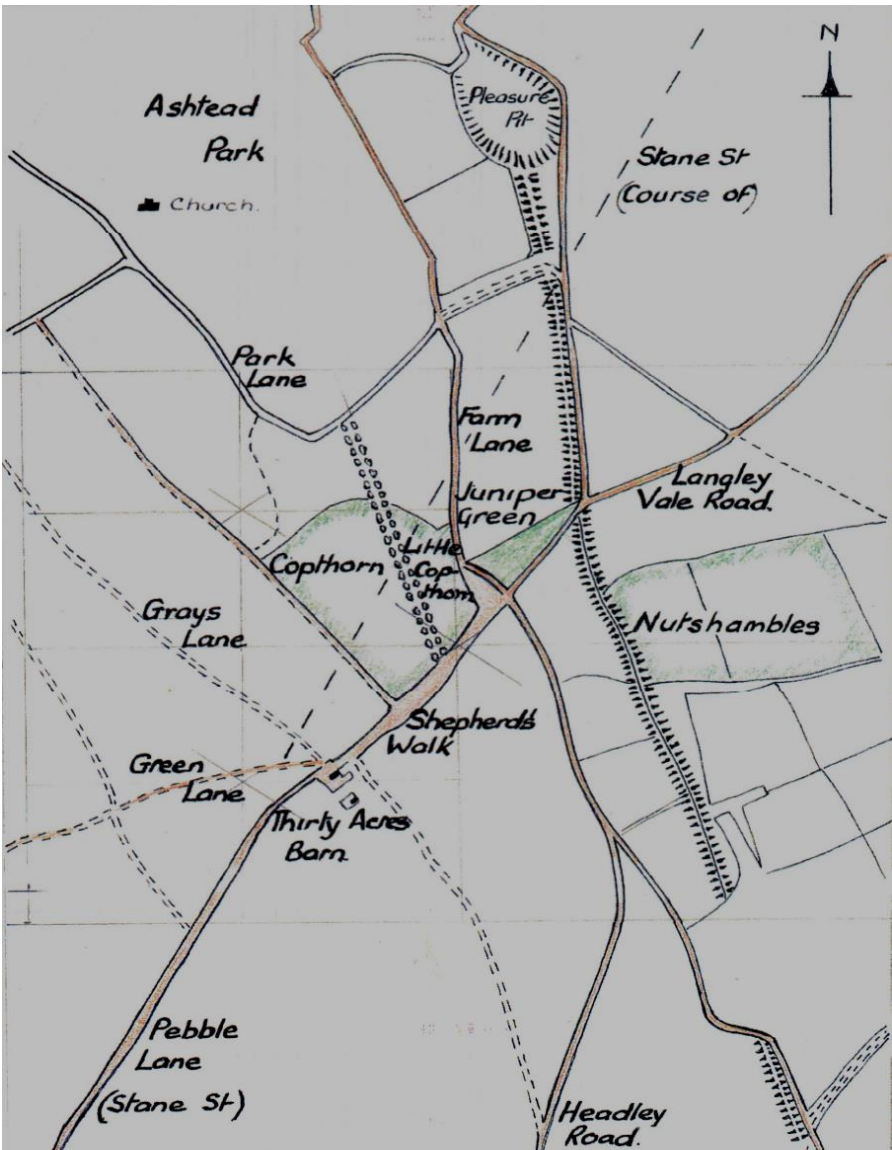 N
Pleasure
Pit
Ashtead
Park
Church.
Stane St
(Course of)
Park
Lane
Farm
Lane
Langley
Vale Road.
Juniper
Green
Copthorn
Little
Cop-
thorn
Grays
Lane
Nutshambles
Shepherd's
Walk
Green
Lane
Thirty Acres
Barn
Pebble
Lane
(Stane St)
Headley
Road.